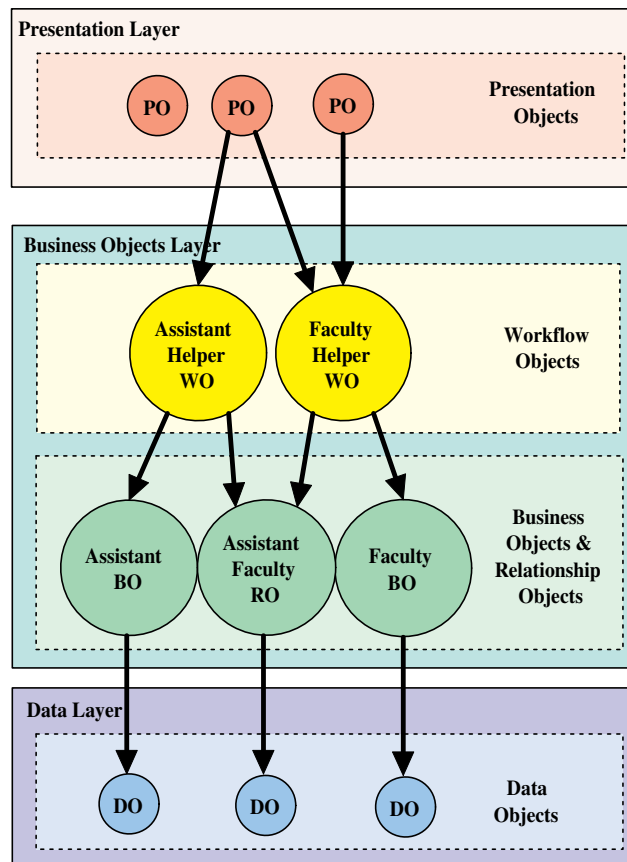 Presentation Layer
PO
PO
PO
Presentation
Objects
Business Objects Layer
Assistant
Helper
WO
Faculty
Helper
WO
Workflow
Objects
Assistant
BO
Assistant
Faculty
RO
Faculty
BO
Business
Objects &
Relationship
Objects
Data Layer
DO
DO
DO
Data
Objects